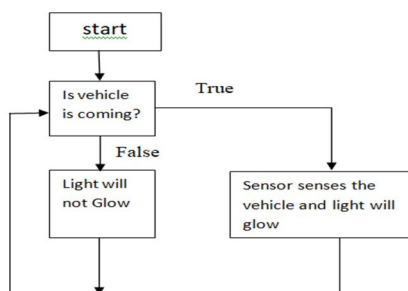 start
Is vehicle
is coming?
True
False
Light will
not Glow
Sensor senses the
vehicle and light will
glow